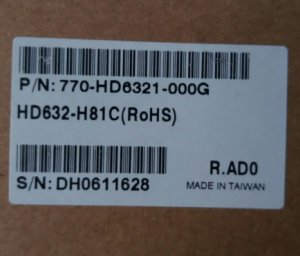 P/N: 770-HD6321-000G
HD632-H81C(RoHS)
R.AD0
S/N: DH0611628
MADE IN TAIWAN